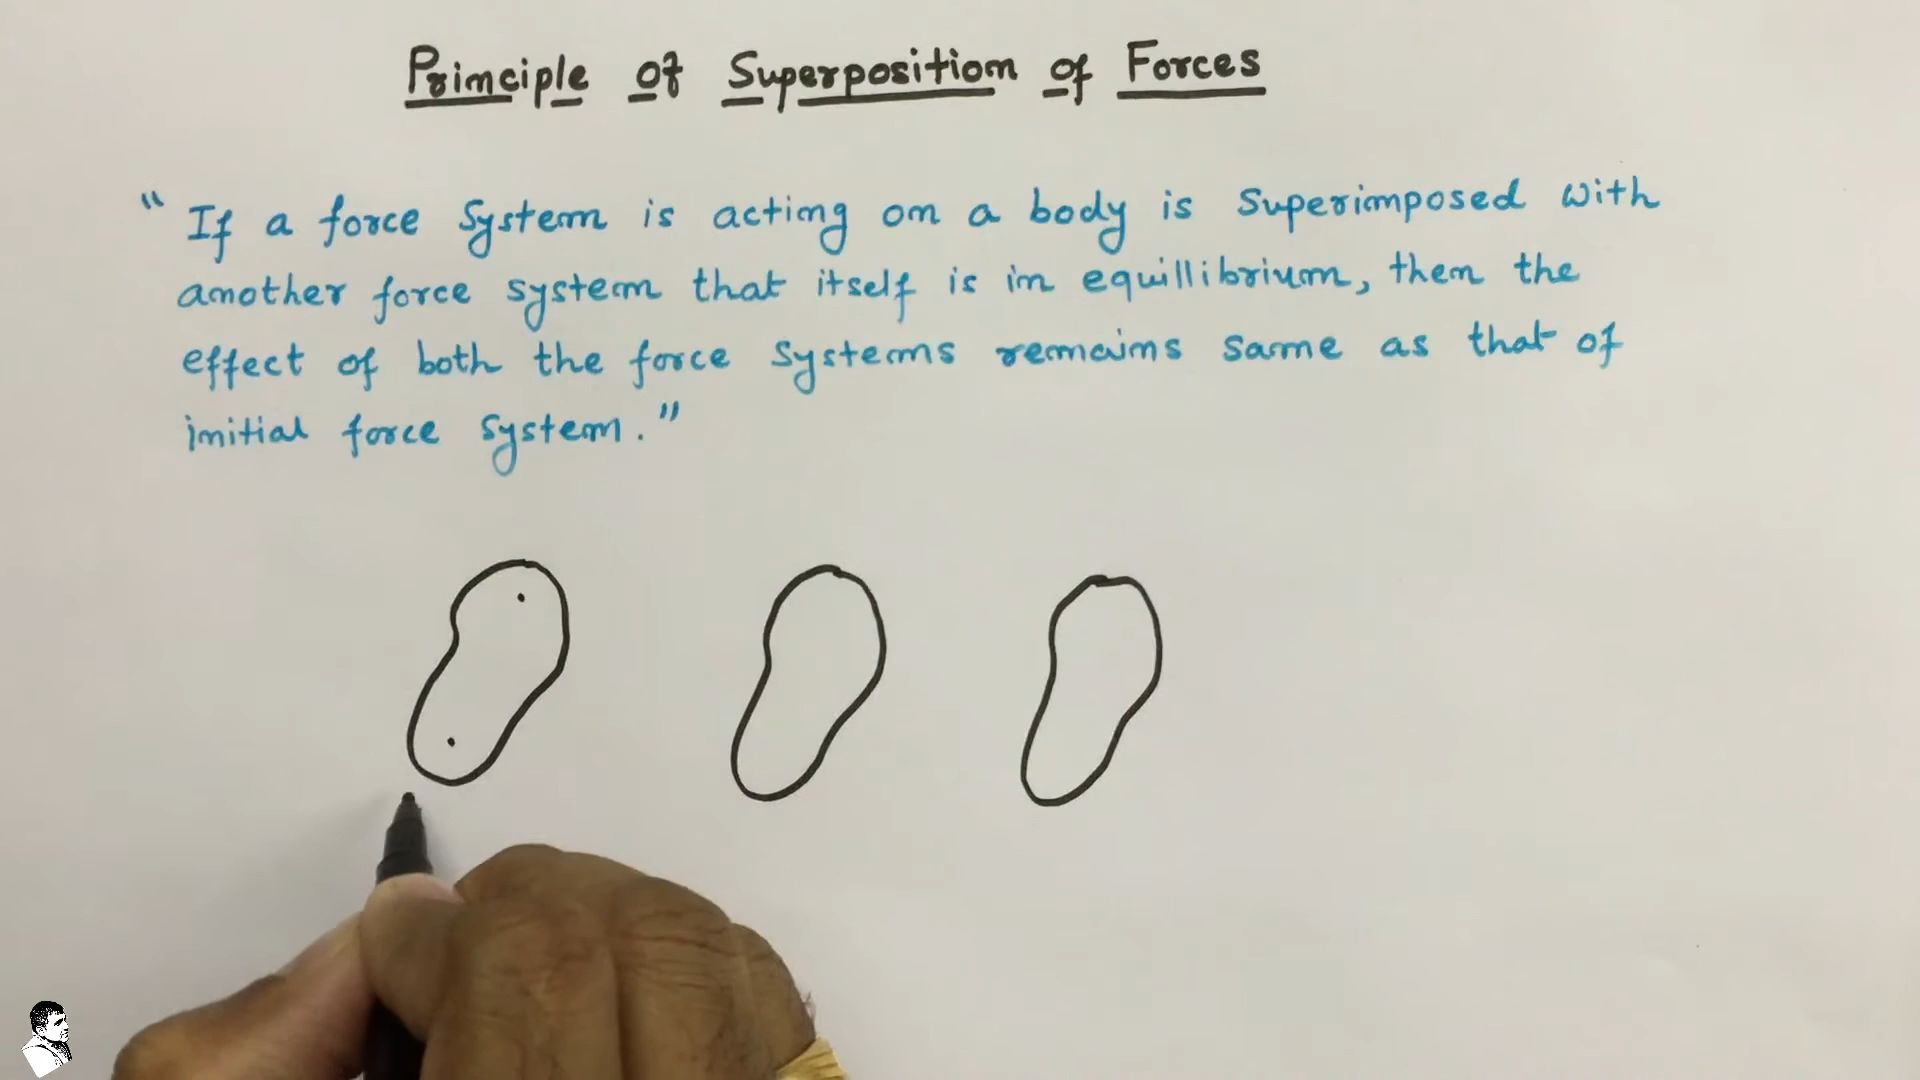 Principle of Superposition of Forces
“ If a force system is acting on a body is superimposed with
another force system that itself is in equillibrium, then the
effect of both the force systems remains same as that of
initial force system.”